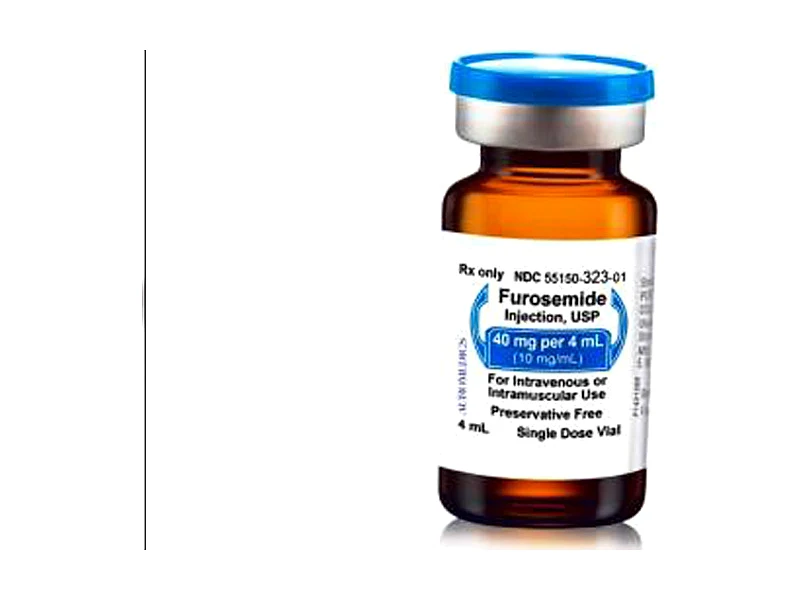 Rx only NDC 55150-323-01
Furosemide
Injection, USP
40 mg per 4 mL
(10 mg/mL)
For Intravenous or
Intramuscular Use
Preservative Free
4 mL Single Dose Vial